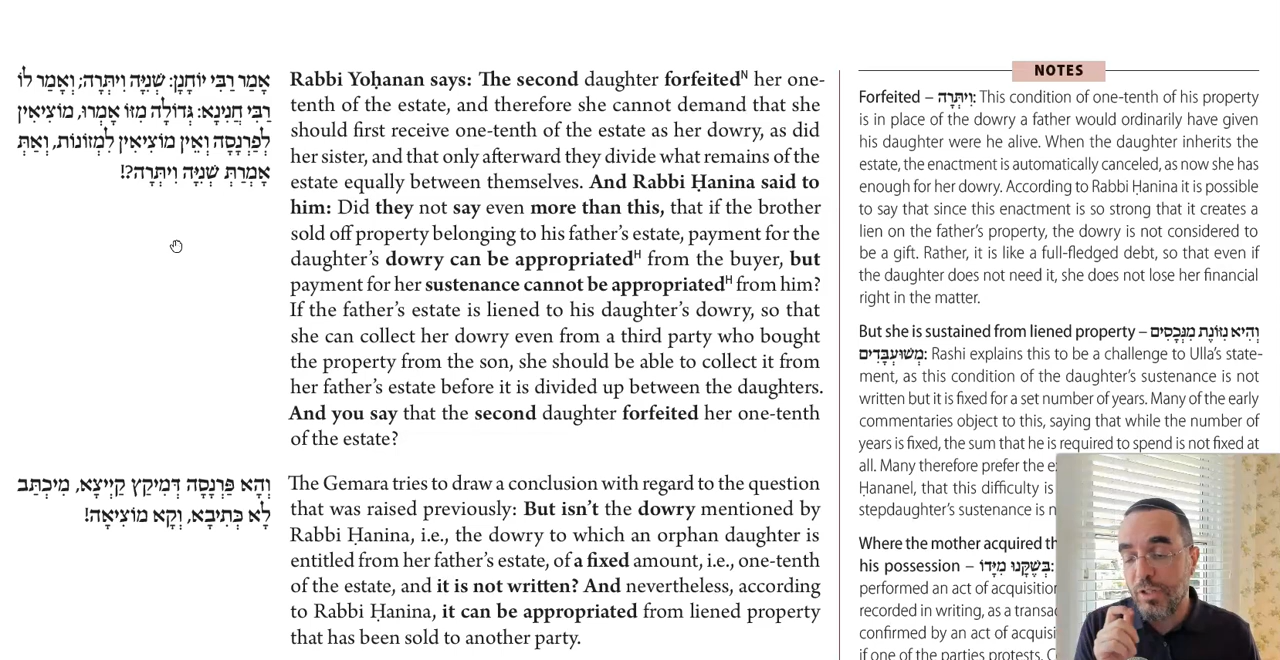 אָמַר רַבִּי יוֹחָנָן: שְׁנִיָּה וִיתְּרָה; וְאָמַר לוֹ
רַבִּי חֲנִינָא: גְּדוֹלָה מִזּוֹ אָמְרוּ, מוֹצִיאִין
לְפַרְנָסָה וְאֵין מוֹצִיאִין לִמְזוֹנוֹת, וְאַתְּ
אָמְרַתְּ שְׁנִיָּה וִיתְּרָה?!
וְהָא פַּרְנָסָה דְּמִיקַץ קַיְיצָא, מִיכְתַּב
לָא כְּתִיבָא, וְקָא מוֹצִיאָה!
Rabbi Yoḥanan says: The second daughter forfeitedᴺ her one-
tenth of the estate, and therefore she cannot demand that she
should first receive one-tenth of the estate as her dowry, as did
her sister, and that only afterward they divide what remains of the
estate equally between themselves. And Rabbi Ḥanina said to
him: Did they not say even more than this, that if the brother
sold off property belonging to his father's estate, payment for the
daughter's dowry can be appropriatedᴴ from the buyer, but
payment for her sustenance cannot be appropriatedᴴ from him?
If the father's estate is liened to his daughter's dowry, so that
she can collect her dowry even from a third party who bought
the property from the son, she should be able to collect it from
her father's estate before it is divided up between the daughters.
And you say that the second daughter forfeited her one-tenth
of the estate?
The Gemara tries to draw a conclusion with regard to the question
that was raised previously: But isn't the dowry mentioned by
Rabbi Ḥanina, i.e., the dowry to which an orphan daughter is
entitled from her father's estate, of a fixed amount, i.e., one-tenth
of the estate, and it is not written? And nevertheless, according
to Rabbi Ḥanina, it can be appropriated from liened property
that has been sold to another party.
NOTES
Forfeited – וִיתְּרָה: This condition of one-tenth of his property
is in place of the dowry a father would ordinarily have given
his daughter were he alive. When the daughter inherits the
estate, the enactment is automatically canceled, as now she has
enough for her dowry. According to Rabbi Ḥanina it is possible
to say that since this enactment is so strong that it creates a
lien on the father's property, the dowry is not considered to
be a gift. Rather, it is like a full-fledged debt, so that even if
the daughter does not need it, she does not lose her financial
right in the matter.
But she is sustained from liened property – וְהִיא נִזּוֹנֶת מִנְּכָסִים
מְשׁוּעְבָּדִים: Rashi explains this to be a challenge to Ulla's state-
ment, as this condition of the daughter's sustenance is not
written but it is fixed for a set number of years. Many of the early
commentaries object to this, saying that while the number of
years is fixed, the sum that he is required to spend is not fixed at
all. Many therefore prefer the
Ḥananel, that this difficulty is
stepdaughter's sustenance is
Where the mother acquired
his possession – בְּשֶׁקָּנוּ מִיָּדוֹ:
performed an act of acquisition
recorded in writing, as a
confirmed by an act of
if one of the parties protests.